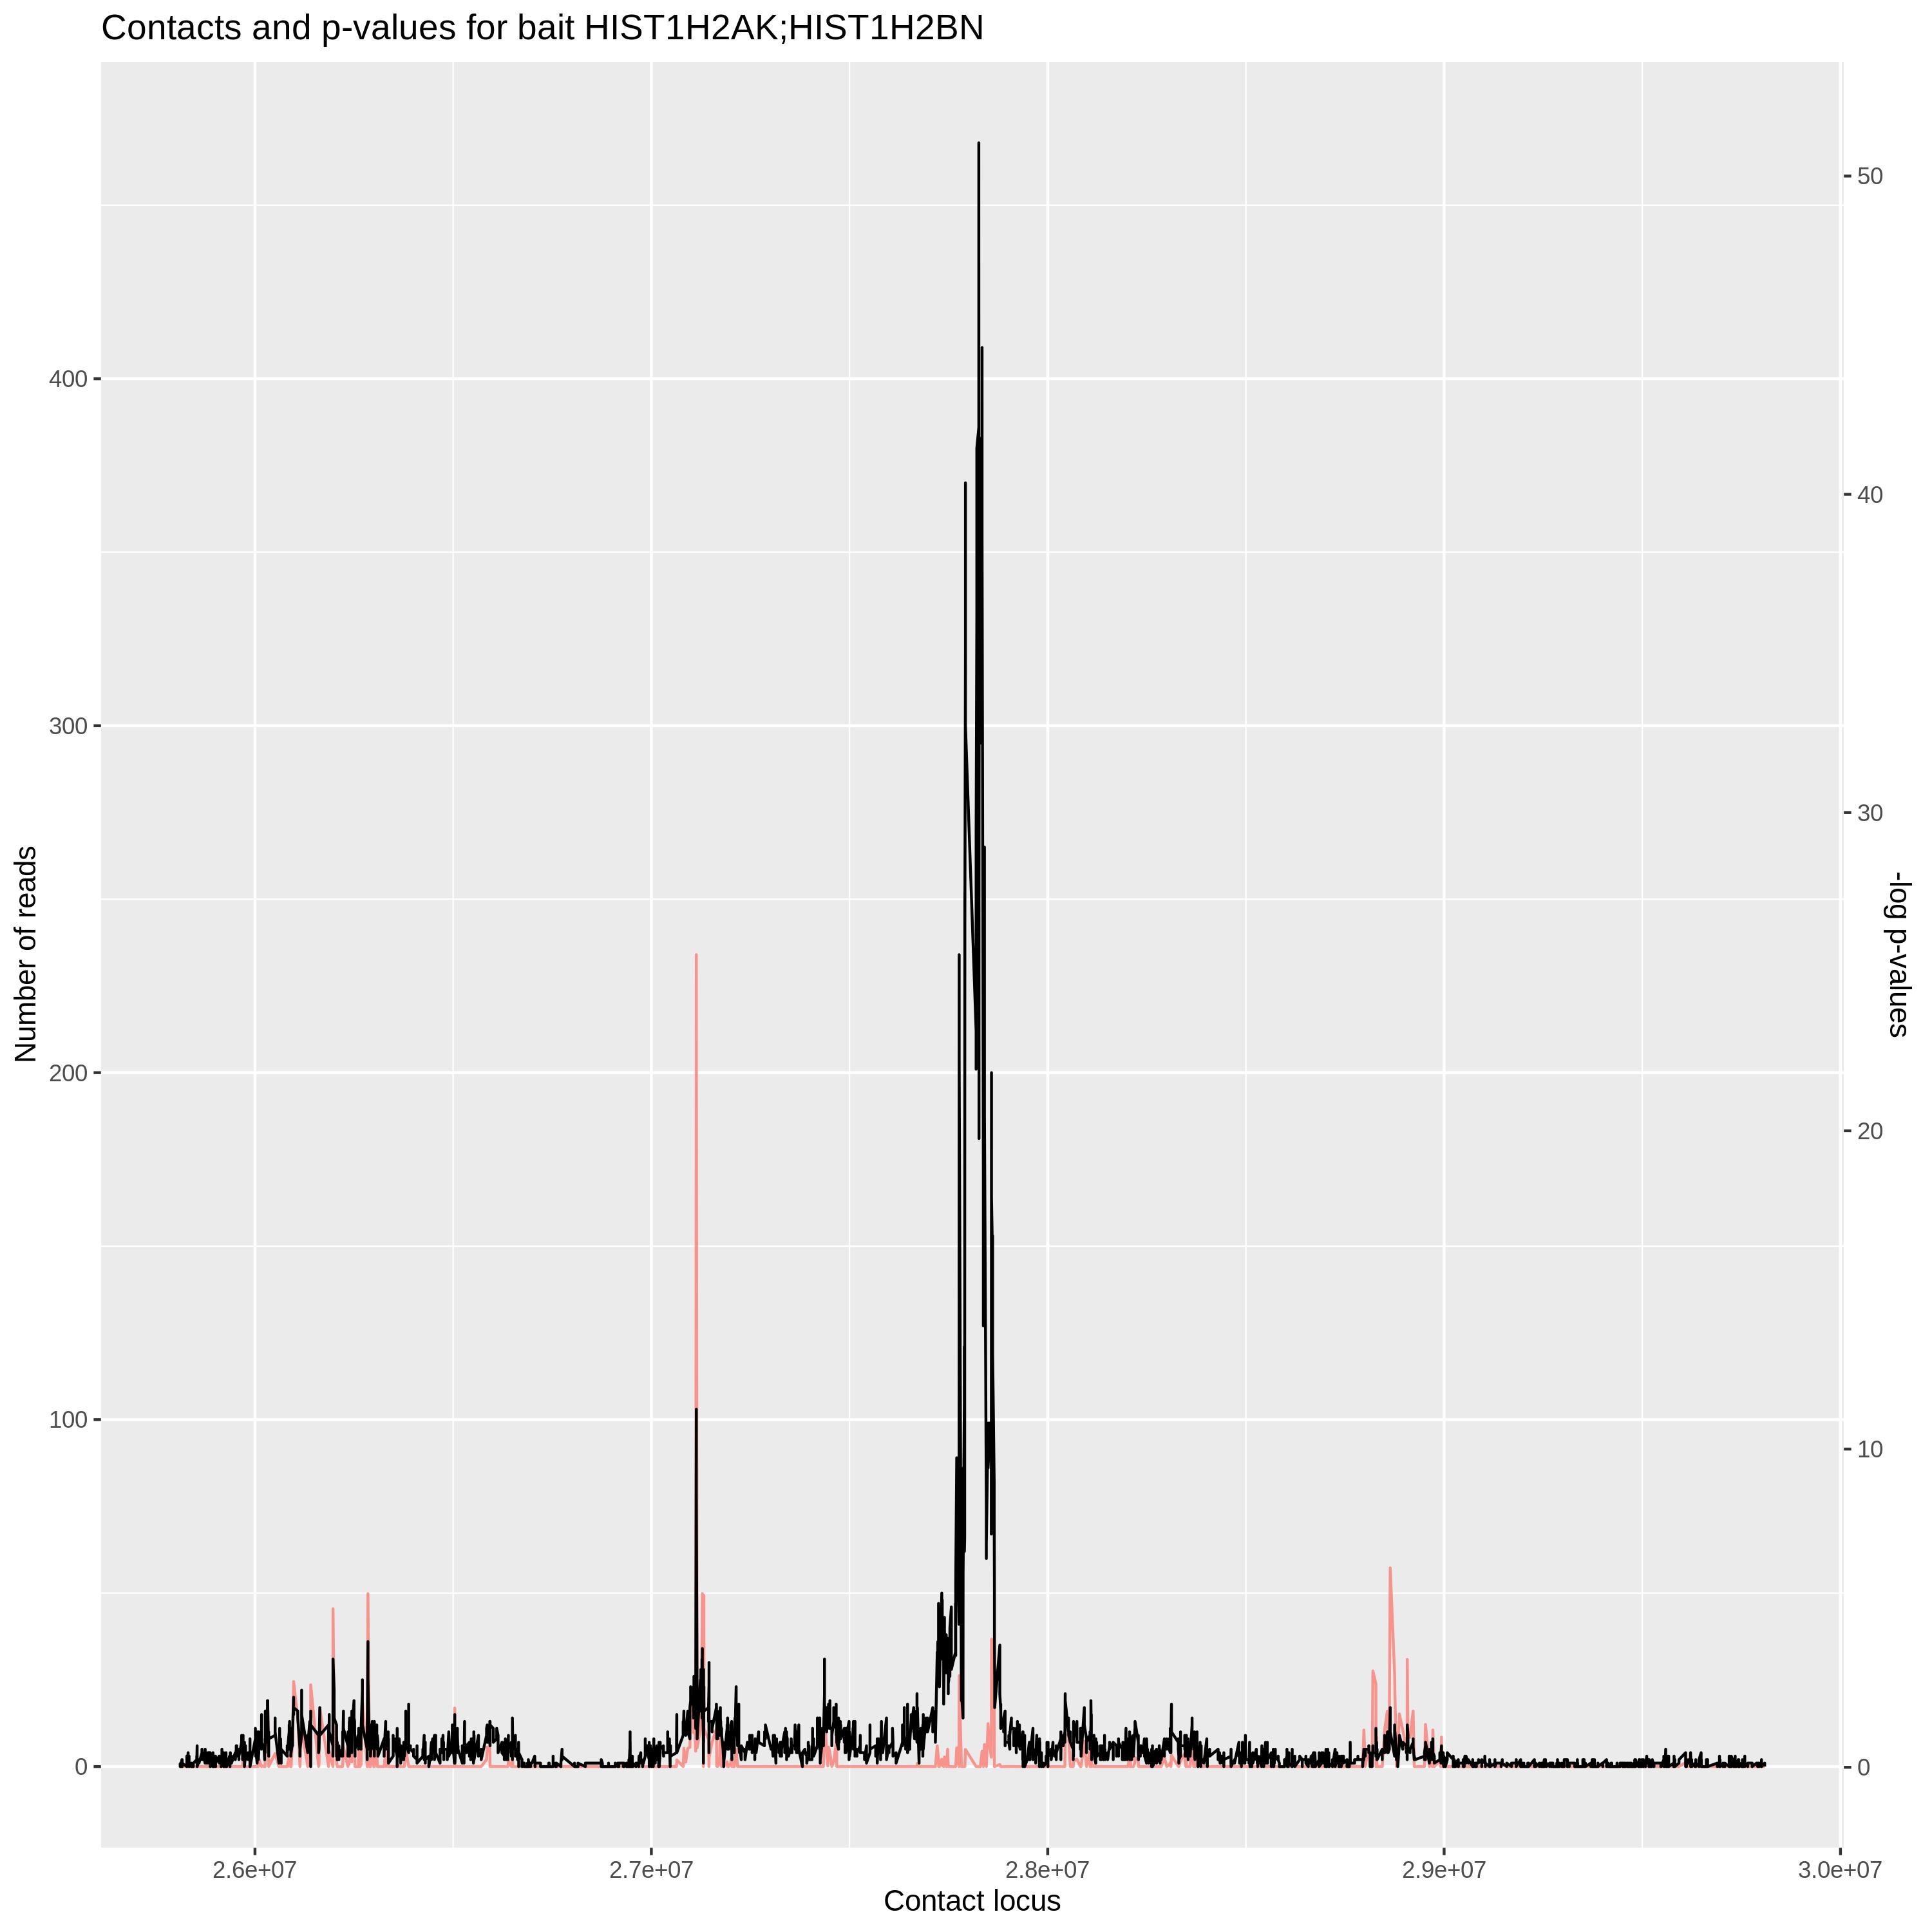 Contacts and p-values for bait HIST1H2AK;HIST1H2BN
Number of reads
400
300
200
100
0
50
40
30
20
10
0
-log p-values
2.6e+07 2.7e+07 2.8e+07 2.9e+07 3.0e+07
Contact locus